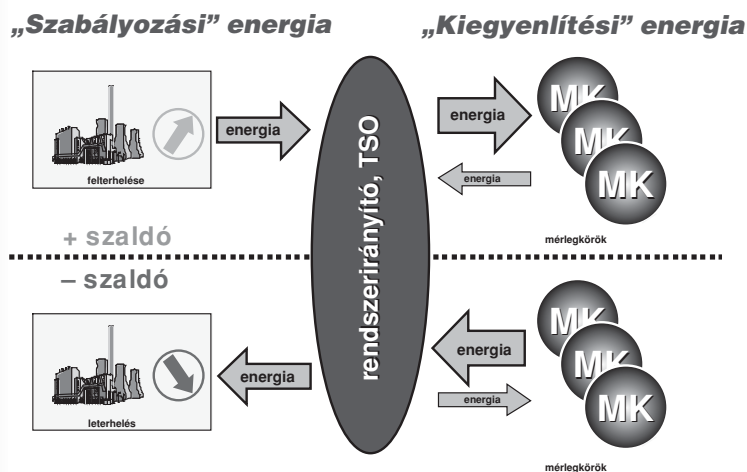 „Szabályozási” energia
„Kiegyenlítési” energia
energia
felterhelése
+ szaldó
rendszerirányító, TSO
energia
energia
MK
MK
MK
mérlegkörök
– szaldó
energia
leterhelés
energia
energia
MK
MK
MK
mérlegkörök